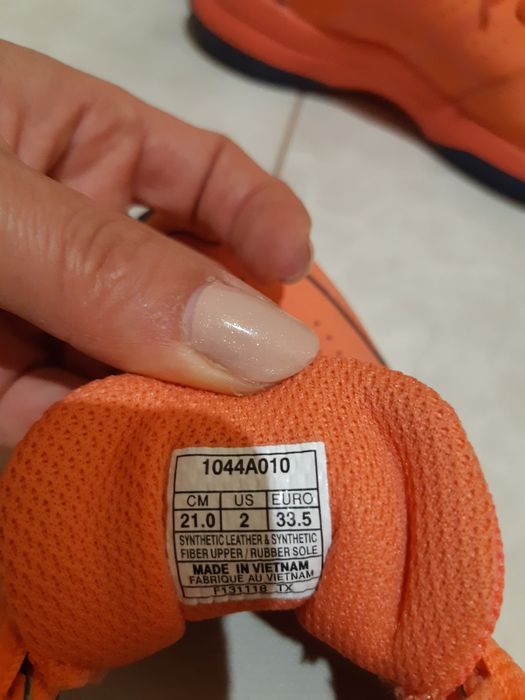 1044A010
CM US EURO
21.0 2 33.5
SYNTHETIC LEATHER & SYNTHETIC
FIBER UPPER / RUBBER SOLE
MADE IN VIETNAM
FABRIQUE AU VIETNAM
F131118 TX